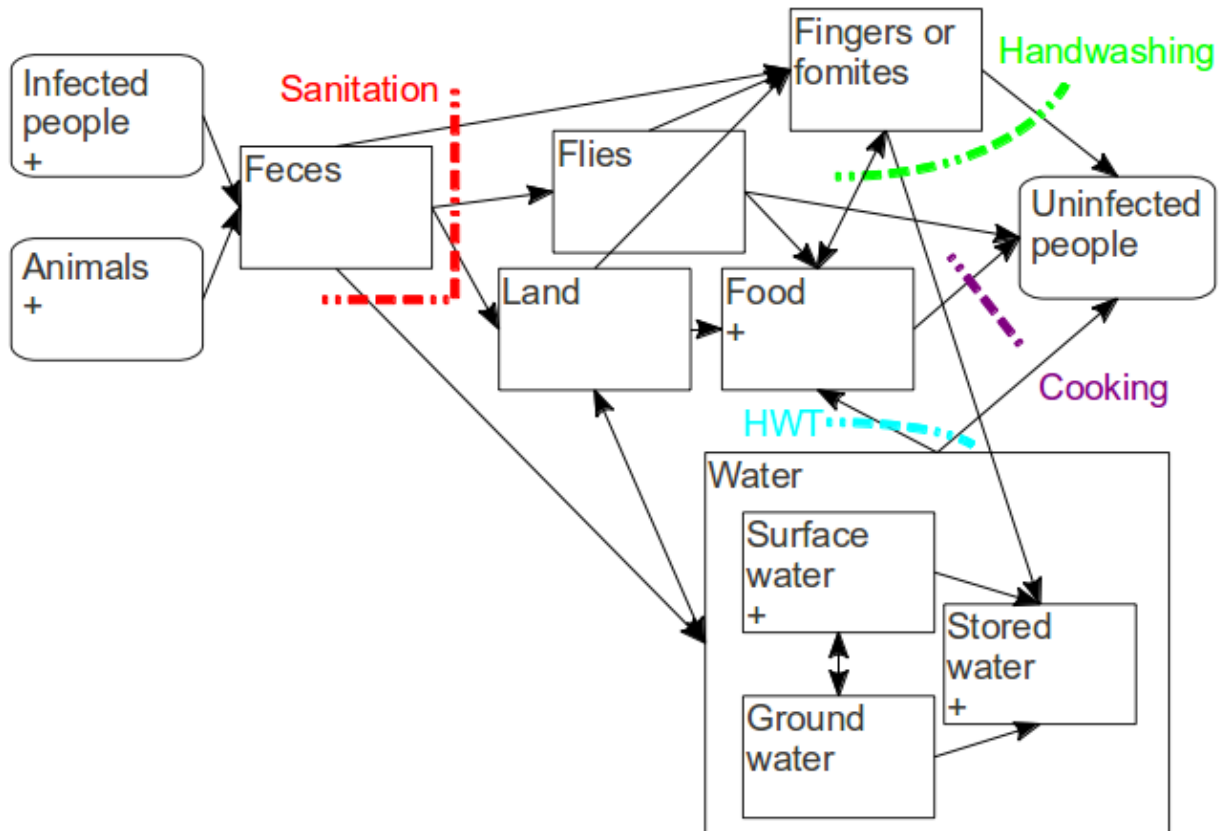 Infected
people
+
Animals
+
Sanitation
Feces
Flies
Land
Fingers or
fomites
Handwashing
Uninfected
people
Food
+
Cooking
HWT
Water
Surface
water
+
Stored
water
+
Ground
water